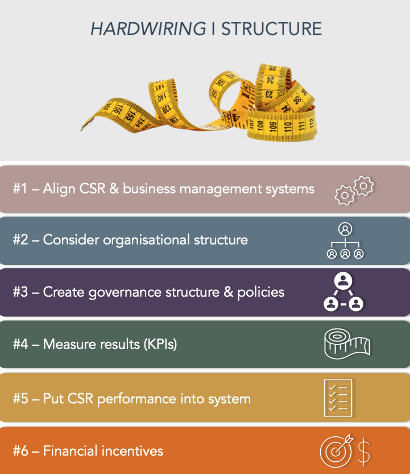 HARDWIRING I STRUCTURE
#1 – Align CSR & business management systems
#2 – Consider organisational structure
#3 – Create governance structure & policies
#4 – Measure results (KPIs)
#5 – Put CSR performance into system
#6 – Financial incentives